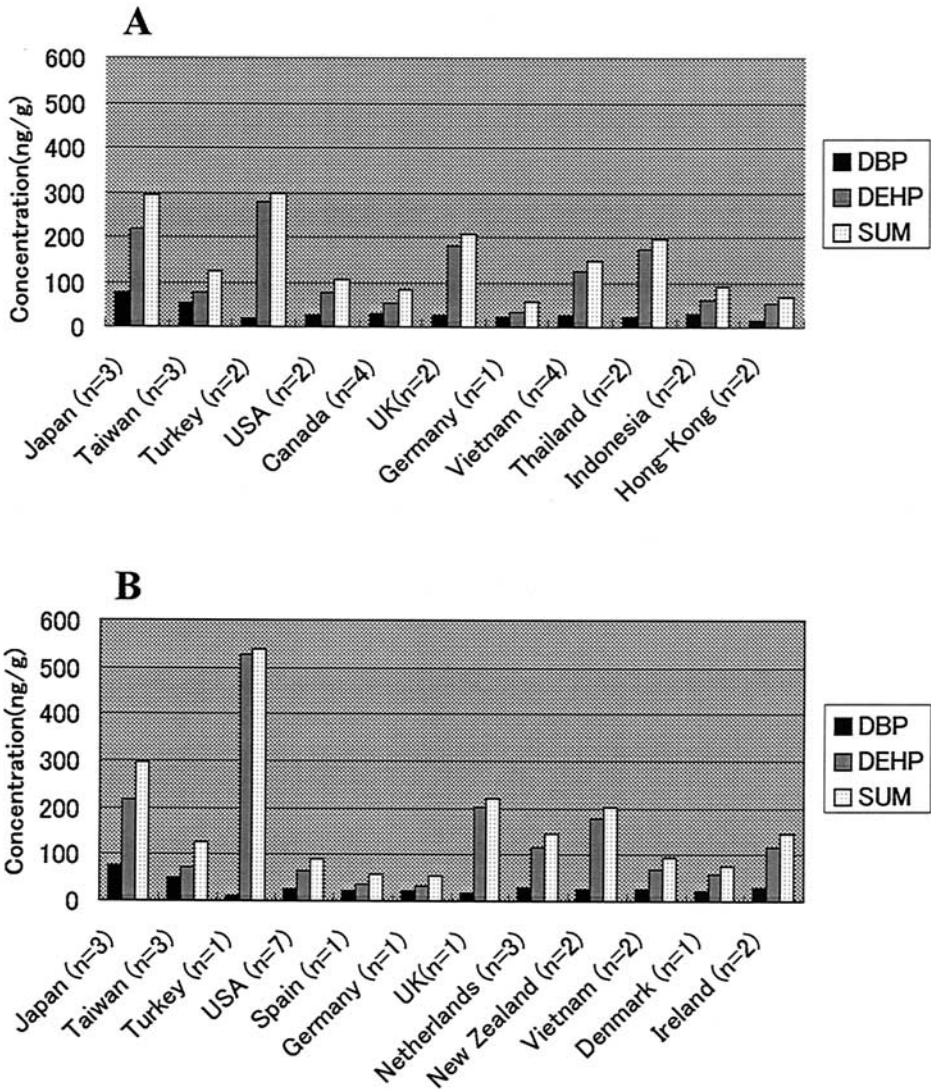 A
600
500
400
300
200
100
0
Concentration(ng/g)
DBP
DEHP
SUM
Japan (n=3)
Taiwan (n=3)
Turkey (n=2)
USA (n=2)
Canada (n=4)
UK(n=2)
Germany (n=1)
Vietnam (n=4)
Thailand (n=2)
Indonesia (n=2)
Hong-Kong (n=2)
B
600
500
400
300
200
100
0
Concentration(ng/g)
DBP
DEHP
SUM
Japan (n=3)
Taiwan (n=3)
Turkey (n=1)
USA (n=7)
Spain (n=1)
Germany (n=1)
UK(n=1)
Netherlands (n=3)
New Zealand (n=2)
Vietnam (n=2)
Denmark (n=1)
Ireland (n=2)